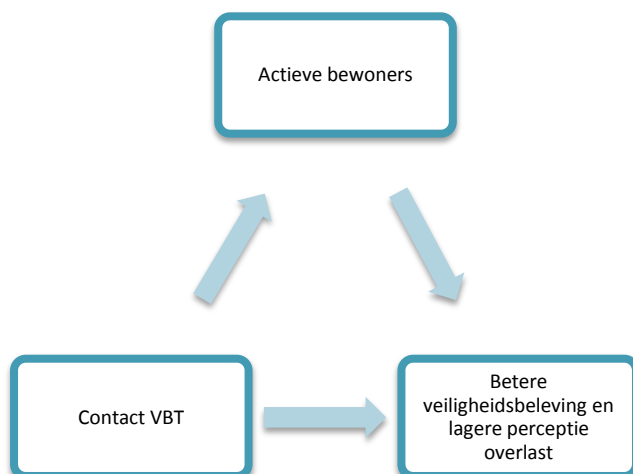 Actieve bewoners
Contact VBT
Betere
veiligheidsbeleving en
lagere perceptie
overlast